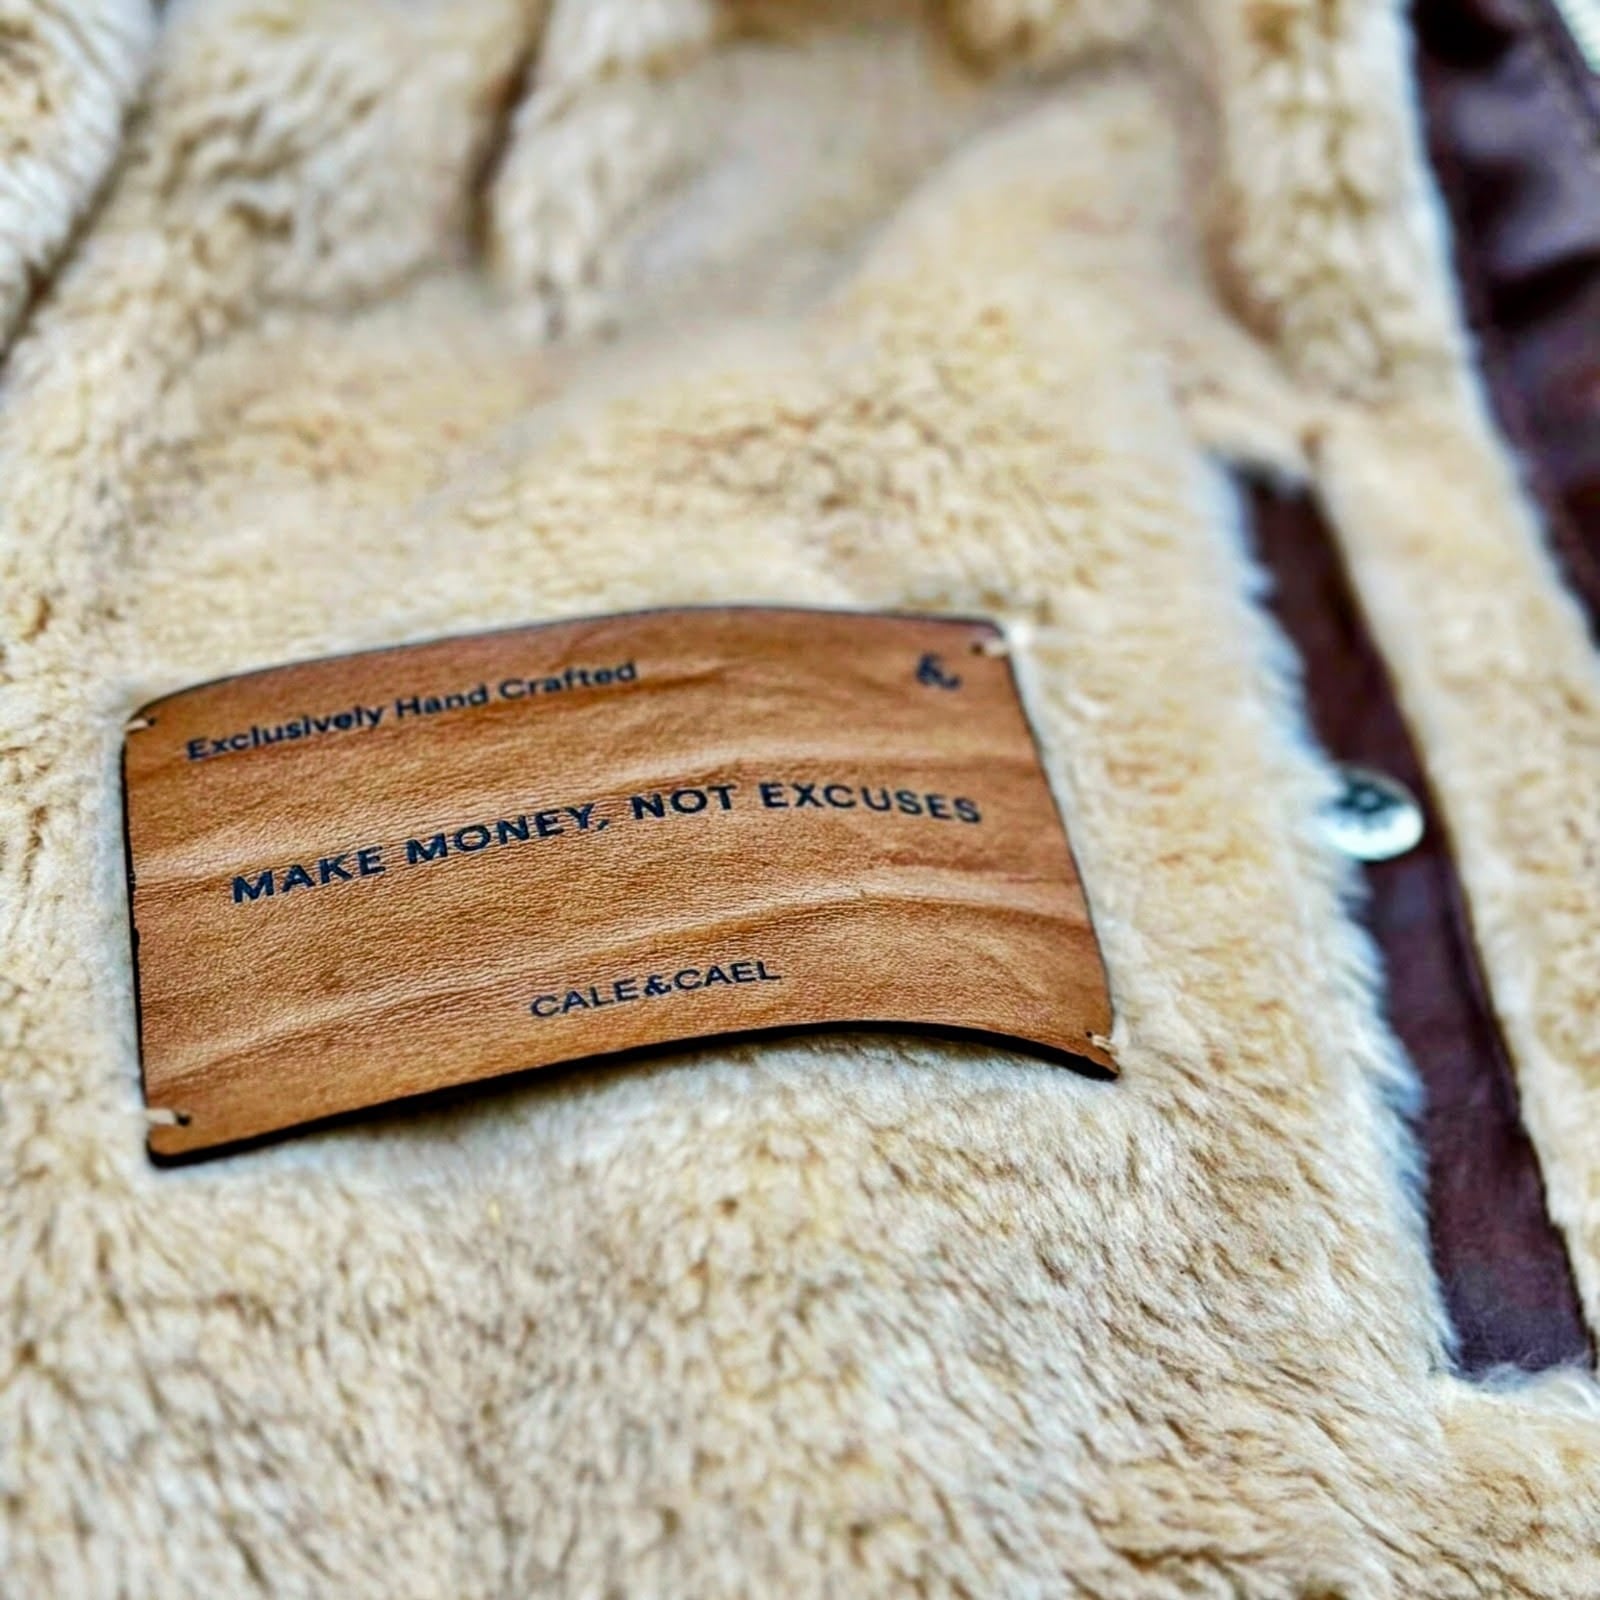 Exclusively Hand Crafted
&
MAKE MONEY, NOT EXCUSES
CALE&CAEL